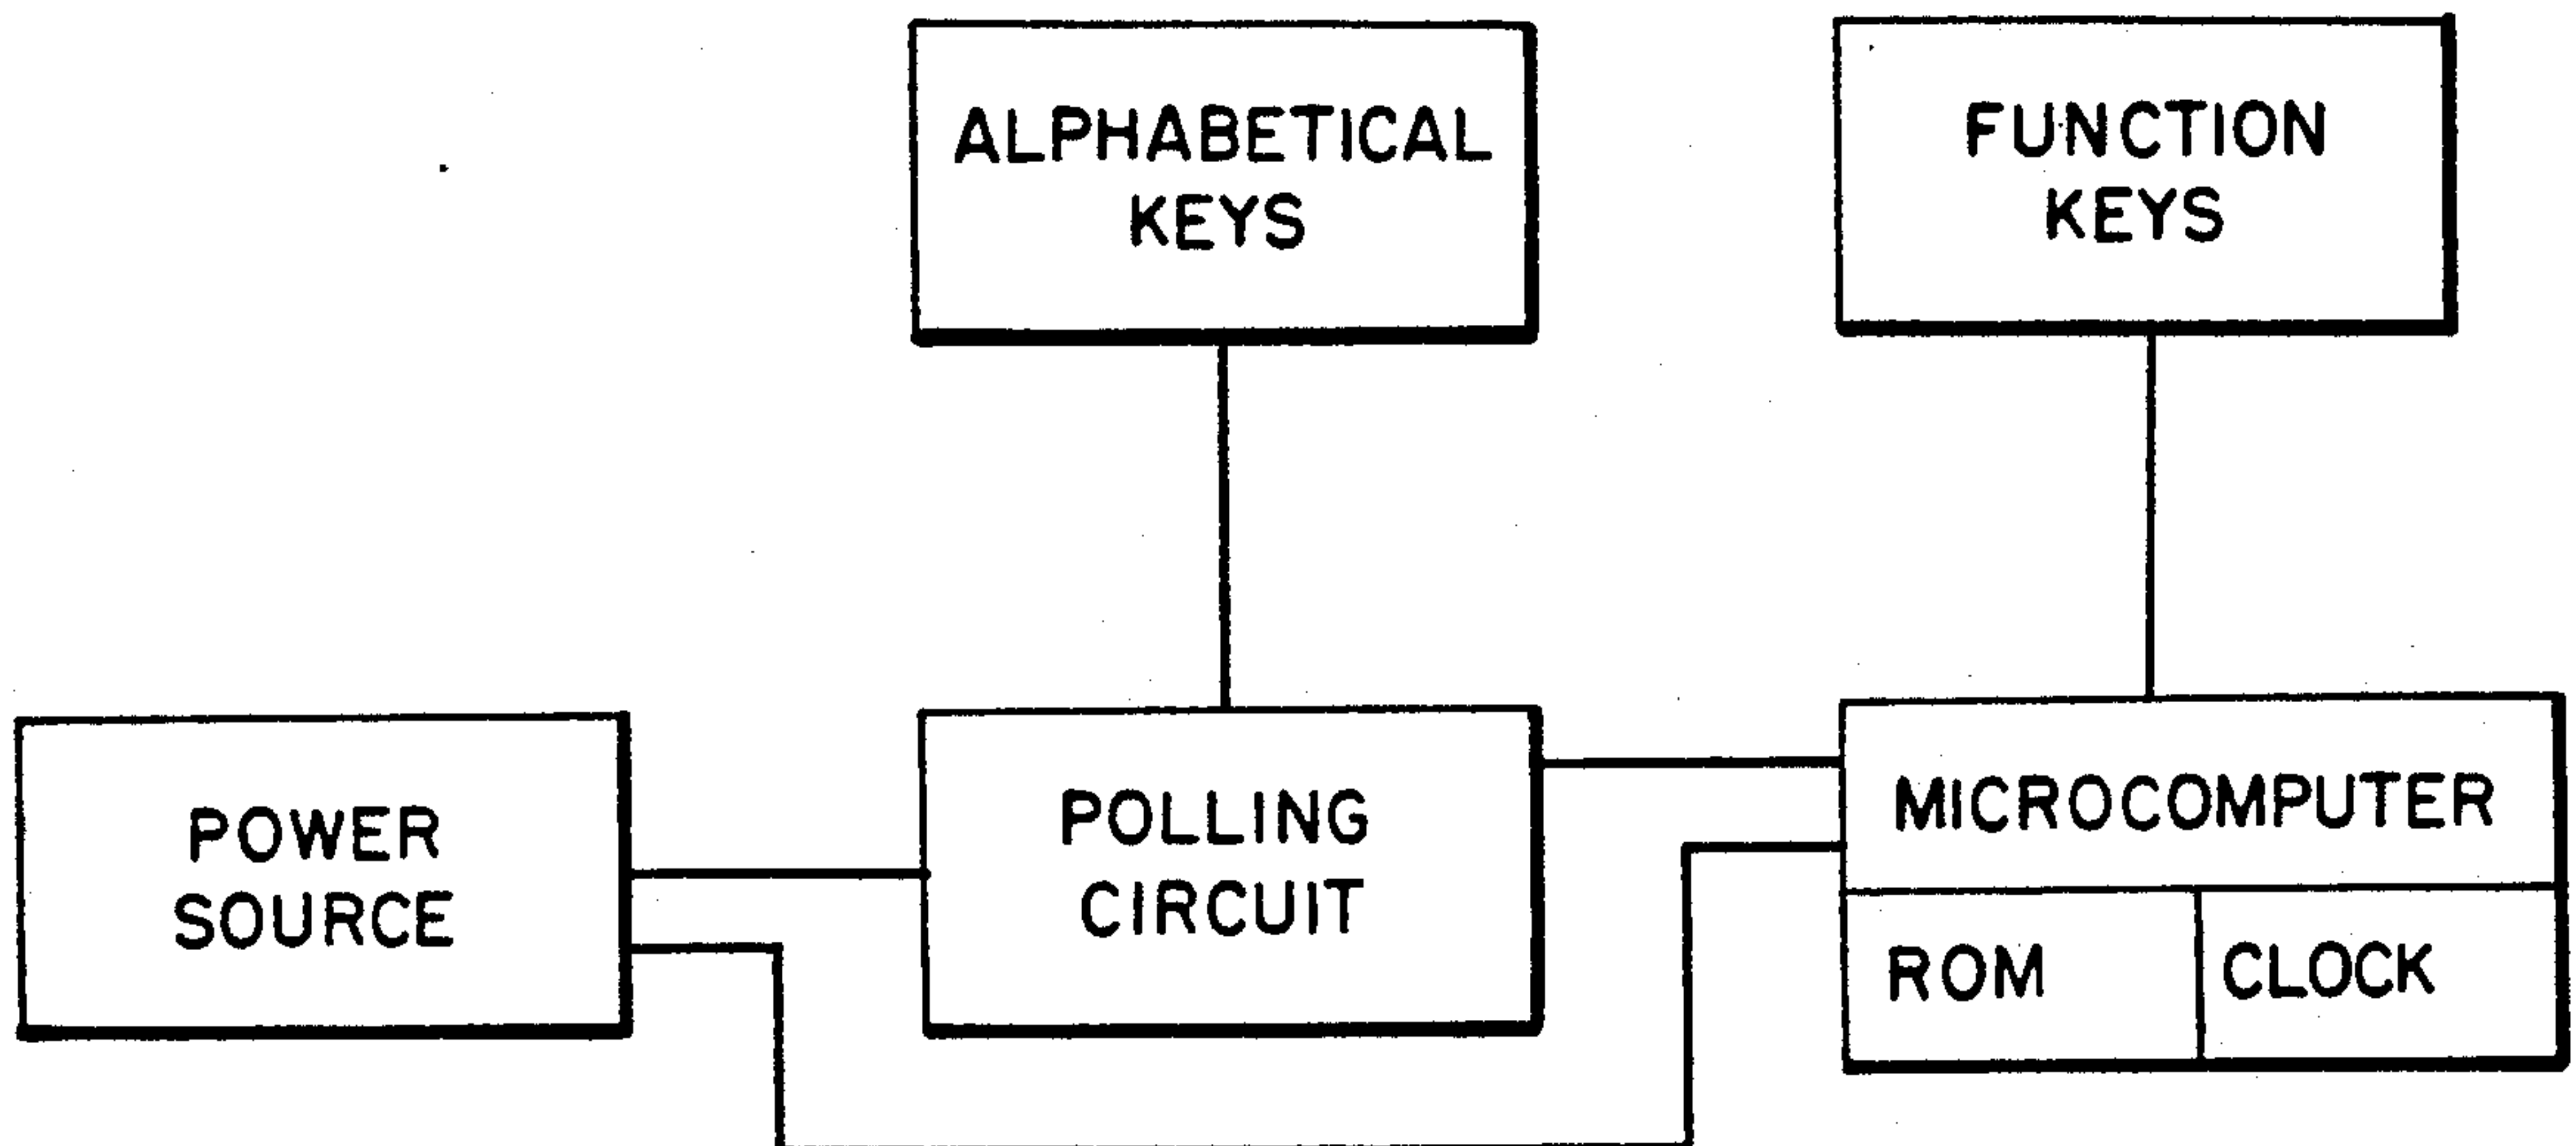 ALPHABETICAL
KEYS
FUNCTION
KEYS
POWER
SOURCE
POLLING
CIRCUIT
MICROCOMPUTER
ROM
CLOCK